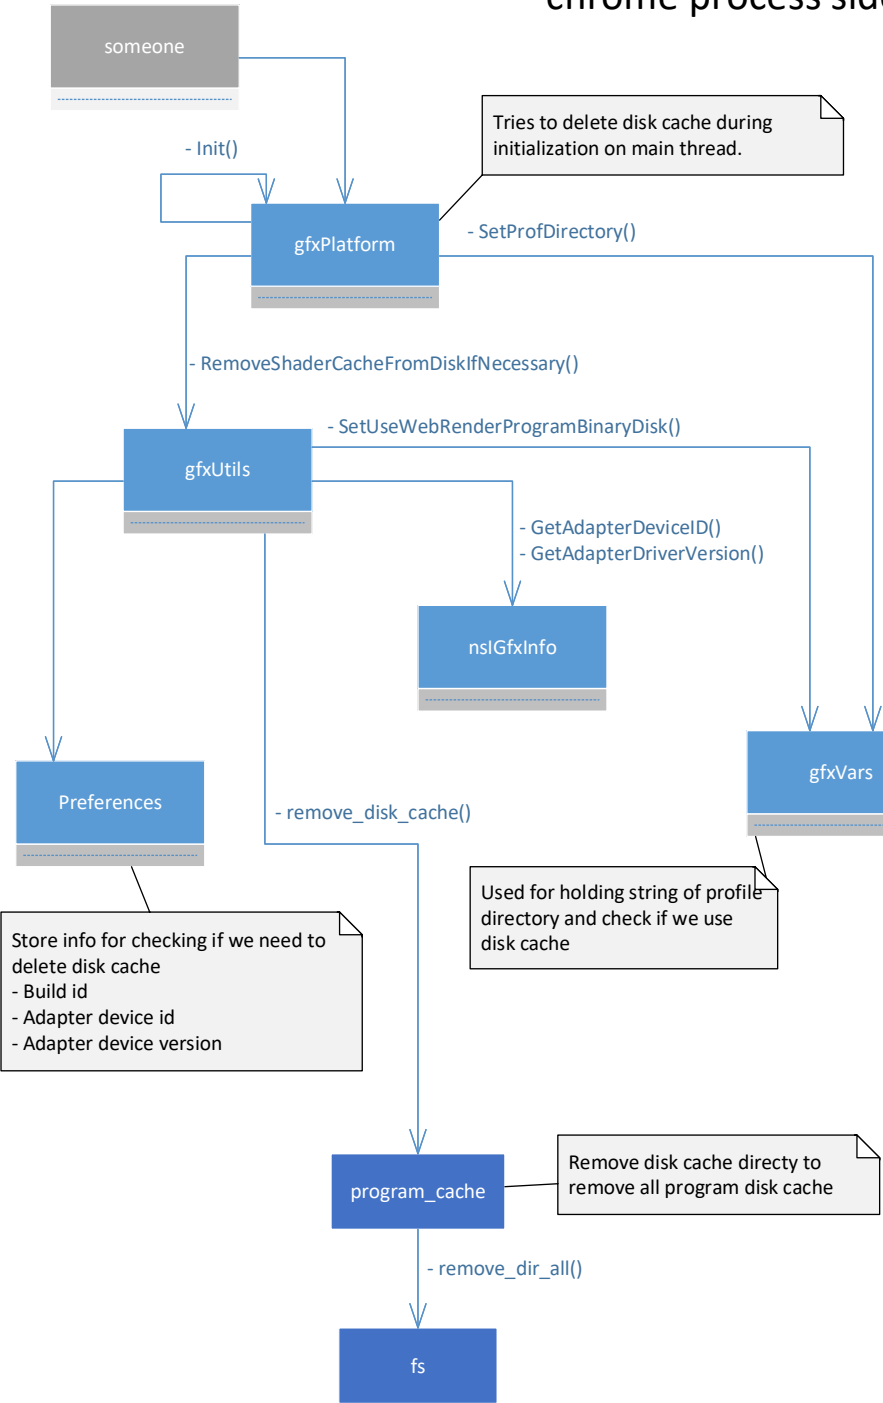 chrome process
someone
Tries to delete disk cache during
initialization on main thread.
- Init()
- SetProfDirectory()
gfxPlatform
- RemoveShaderCacheFromDiskIfNecessary()
- SetUseWebRenderProgramBinaryDisk()
gfxUtils
- GetAdapterDeviceID()
- GetAdapterDriverVersion()
nsIGfxInfo
gfxVars
Preferences
- remove_disk_cache()
Used for holding string of profile
directory and check if we use
disk cache
Store info for checking if we need to
delete disk cache
- Build id
- Adapter device id
- Adapter device version
Remove disk cache directy to
remove all program disk cache
program_cache
- remove_dir_all()
fs